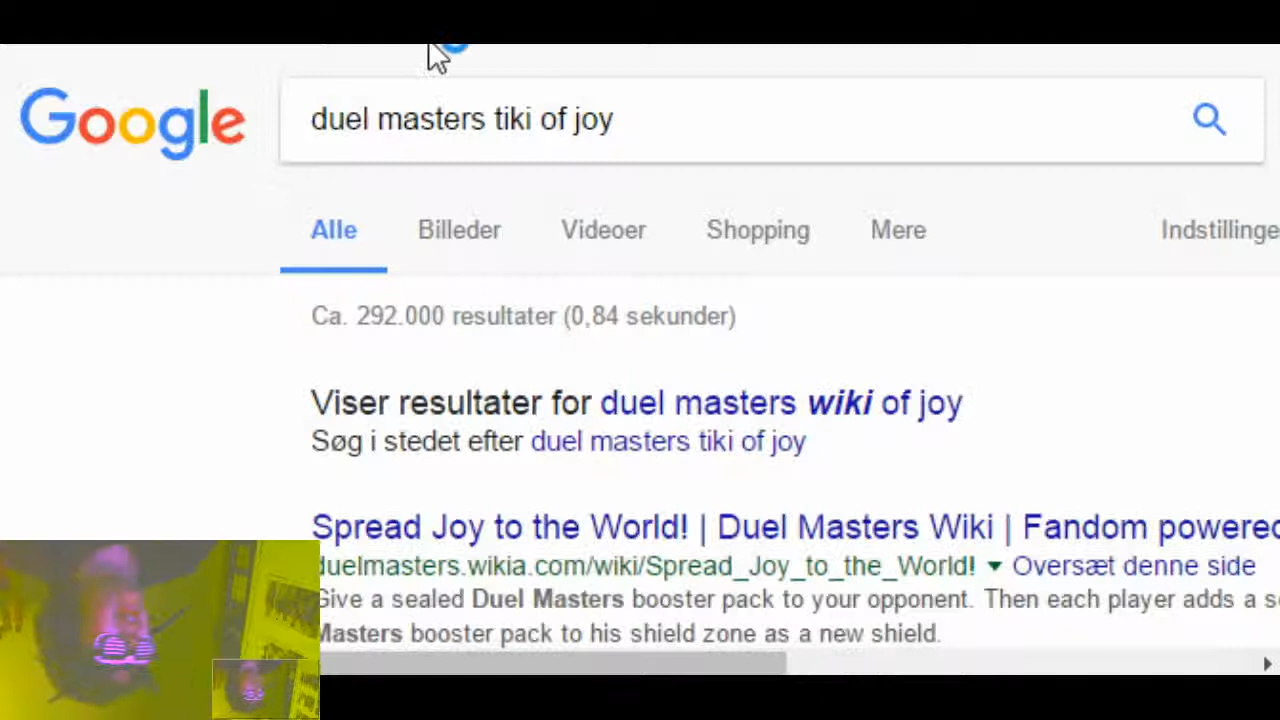 Google
duel masters tiki of joy
Alle Billeder Videoer Shopping Mere Indstillinge
Ca. 292.000 resultater (0,84 sekunder)
Viser resultater for duel masters wiki of joy
Søg i stedet efter duel masters tiki of joy
Spread Joy to the World! | Duel Masters Wiki | Fandom powered
duelmasters.wikia.com/wiki/Spread_Joy_to_the_World! Oversæt denne side
Give a sealed Duel Masters booster pack to your opponent. Then each player adds a
Masters booster pack to his shield zone as a new shield.